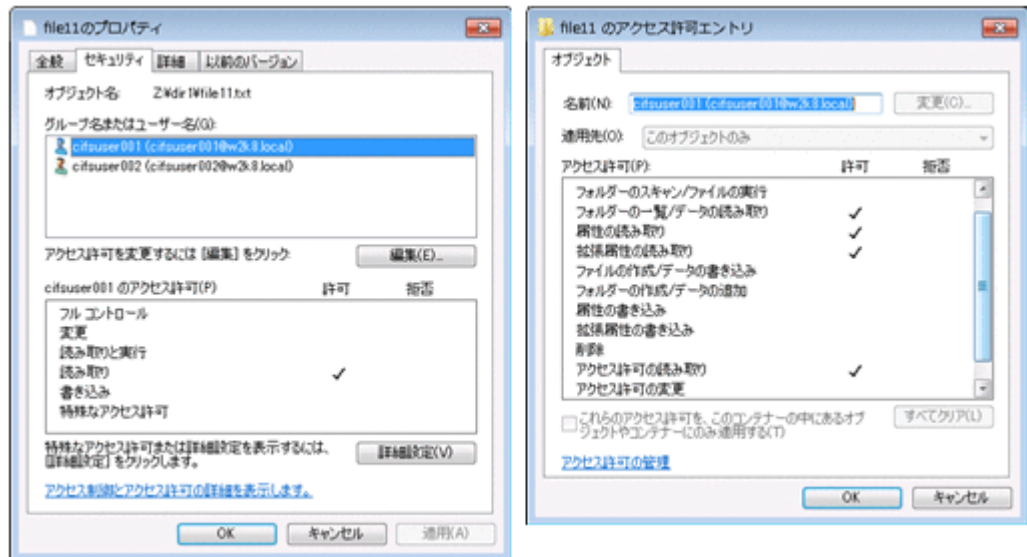 file11のプロパティ
全般 セキュリティ 詳細 以前のバージョン
オブジェクト名: Z:¥dir1¥file11.txt
グループ名またはユーザー名(G):
cifsuser001 (cifsuser001@w2k8.local)
cifsuser002 (cifsuser002@w2k8.local)
アクセス許可を変更するには [編集] をクリック
編集(E)...
cifsuser001 のアクセス許可(P) 許可 拒否
フル コントロール
変更
読み取りと実行
読み取り ✓
書き込み
特殊なアクセス許可
特殊なアクセス許可または詳細設定を表示するには、
[詳細設定] をクリックします。
詳細設定(V)
アクセス制御とアクセス許可の詳細を表示します。
OK キャンセル 適用(A)
file11 のアクセス許可エントリ
オブジェクト
名前(N): cifsuser001 (cifsuser001@w2k8.local) 変更(C)...
適用先(O): このオブジェクトのみ
アクセス許可(P): 許可 拒否
フォルダーのスキャン/ファイルの実行
フォルダーの一覧/データの読み取り ✓
属性の読み取り ✓
拡張属性の読み取り ✓
ファイルの作成/データの書き込み
フォルダーの作成/データの追加
属性の書き込み
拡張属性の書き込み
削除
アクセス許可の読み取り ✓
アクセス許可の変更
これらのアクセス許可を、このコンテナーの中にあるオブ
ジェクトやコンテナーにのみ適用する(T)
すべてクリア(L)
アクセス許可の管理
OK キャンセル